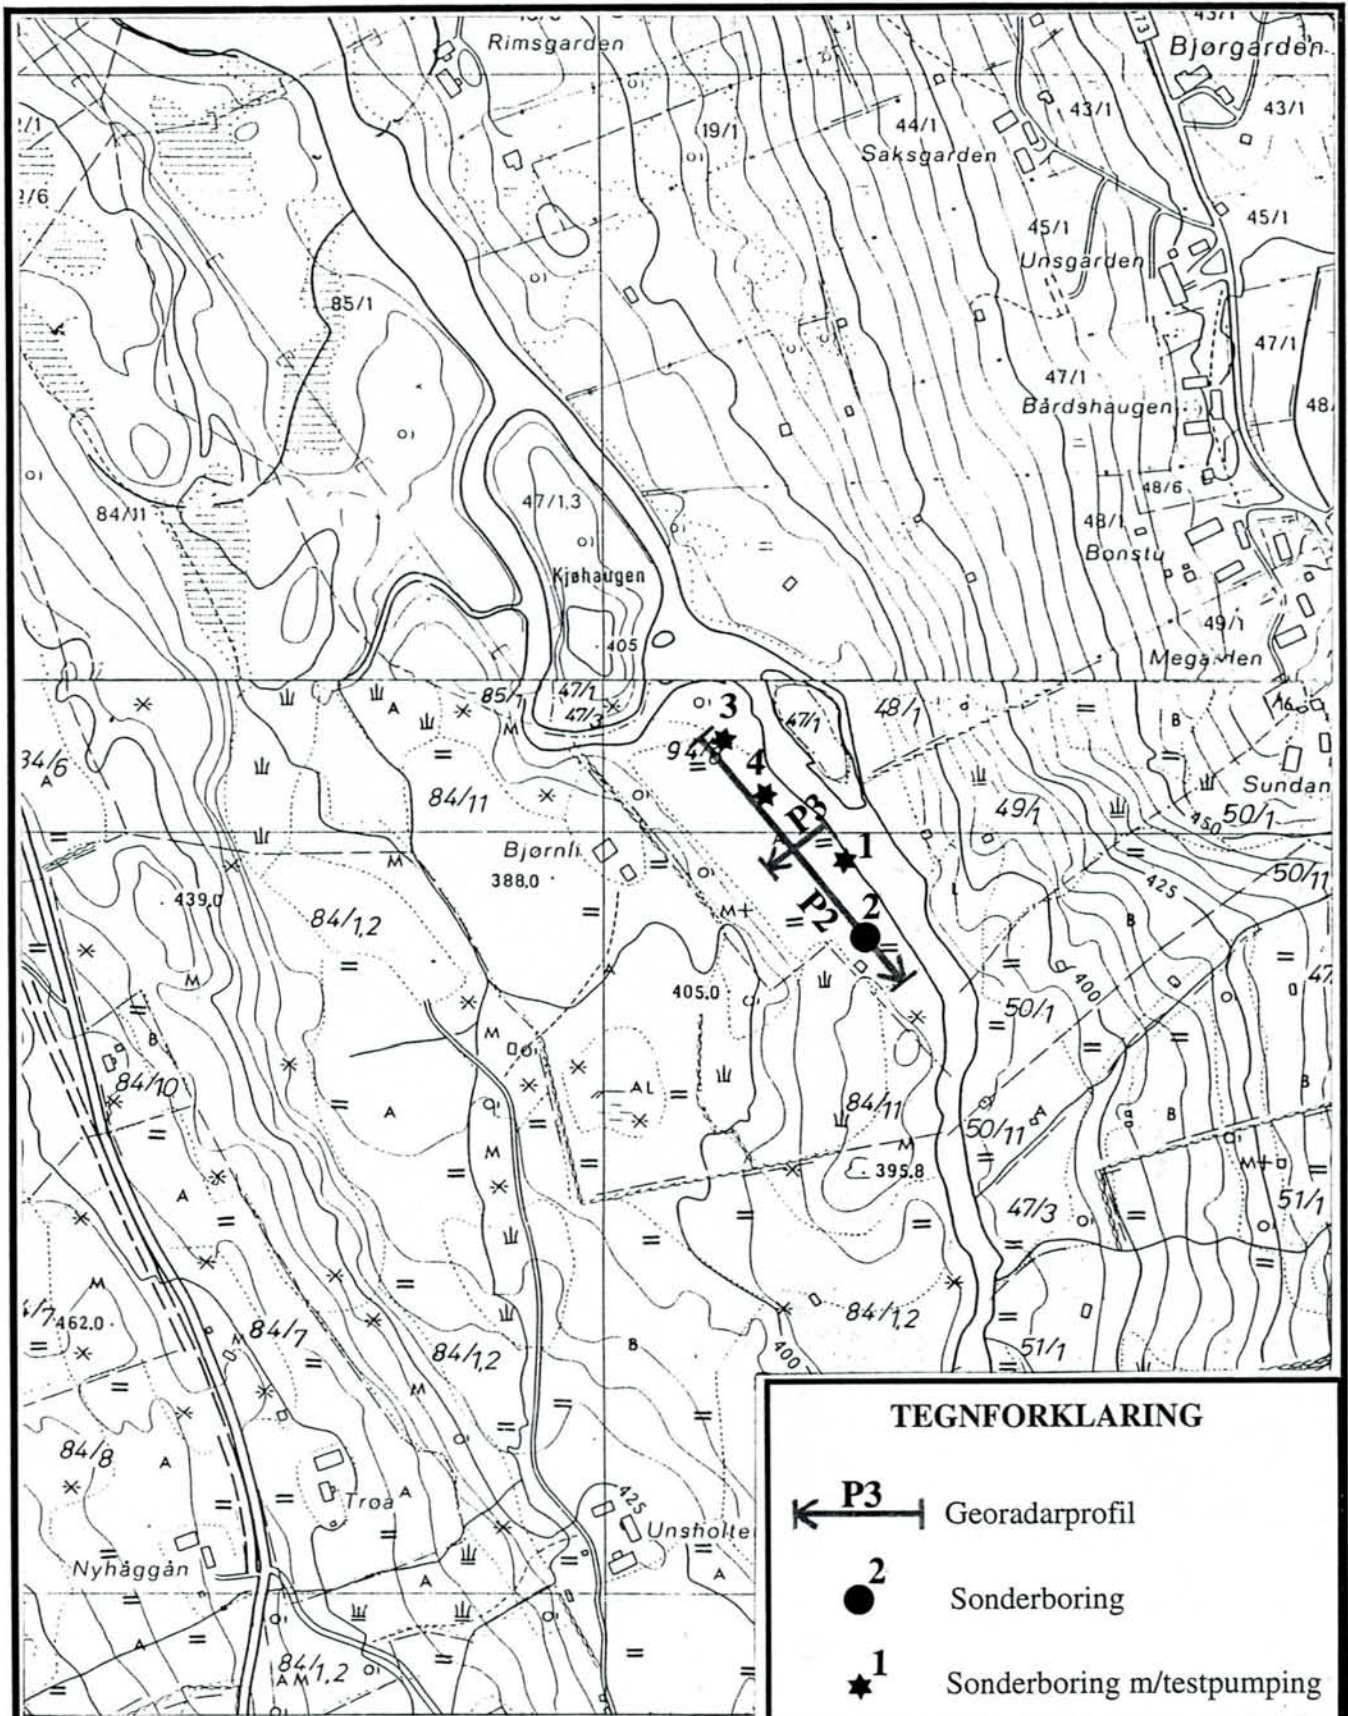 Rimsgarden
Bjørgarden
43/1
43/1
19/1
44/1
Saksgarden
85/1
45/1
45/1
Unsgarden
47/1
47/1
Bårdshaugen
47/1,3
84/11
48/6
48/1
Bonstu
Kjøhaugen
405
49/1
Megarden
85/1
47/1
47/3
3
47/1
48/1
4
84/11
P3
49/1
Sundan
50/1
450
Bjørnli
388.0
1
50/11
425
439.0
84/1,2
P2
2
405.0
400
50/1
84/10
84/11
50/11
395.8
47/3
51/1
462.0
84/7
84/1,2
84/1,2
51/1
400
84/8
Trøa
425
Nyhåggån
84/1,2
TEGNFORKLARING
P3 Georadarprofil
2 Sonderboring
1 Sonderboring m/testpumping